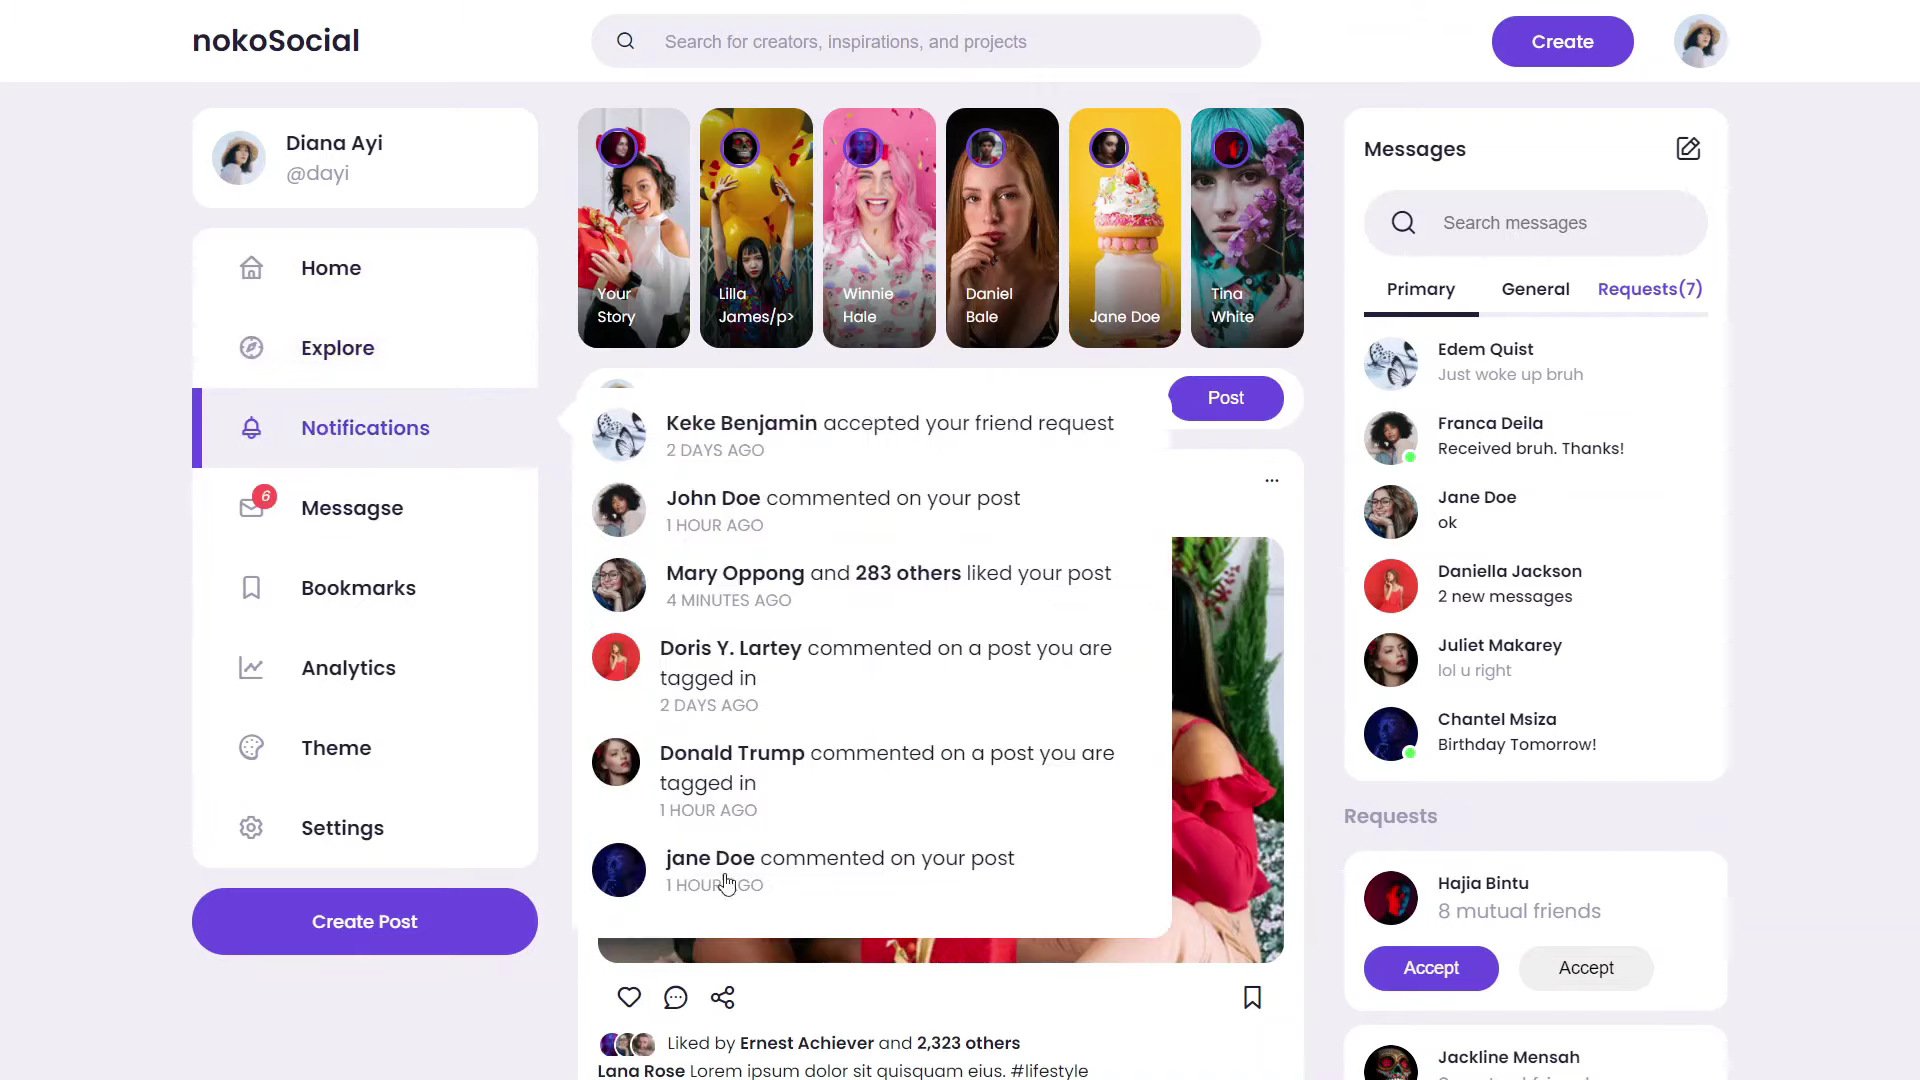 nokoSocial
Search for creators, inspirations, and projects
Create
Diana Ayi
@dayi
Home
Explore
Notifications
6
Messagse
Bookmarks
Analytics
Theme
Settings
Create Post
Your
Story
Lilla
James/p>
Winnie
Hale
Daniel
Bale
Jane Doe
Tina
White
Post
Keke Benjamin accepted your friend request
2 DAYS AGO
John Doe commented on your post
1 HOUR AGO
Mary Oppong and 283 others liked your post
4 MINUTES AGO
Doris Y. Lartey commented on a post you are
tagged in
2 DAYS AGO
Donald Trump commented on a post you are
tagged in
1 HOUR AGO
jane Doe commented on your post
1 HOUR AGO
Liked by Ernest Achiever and 2,323 others
Lana Rose Lorem ipsum dolor sit quisquam eius. #lifestyle
Messages
Search messages
Primary
General
Requests(7)
Edem Quist
Just woke up bruh
Franca Deila
Received bruh. Thanks!
Jane Doe
ok
Daniella Jackson
2 new messages
Juliet Makarey
lol u right
Chantel Msiza
Birthday Tomorrow!
Requests
Hajia Bintu
8 mutual friends
Accept
Accept
Jackline Mensah